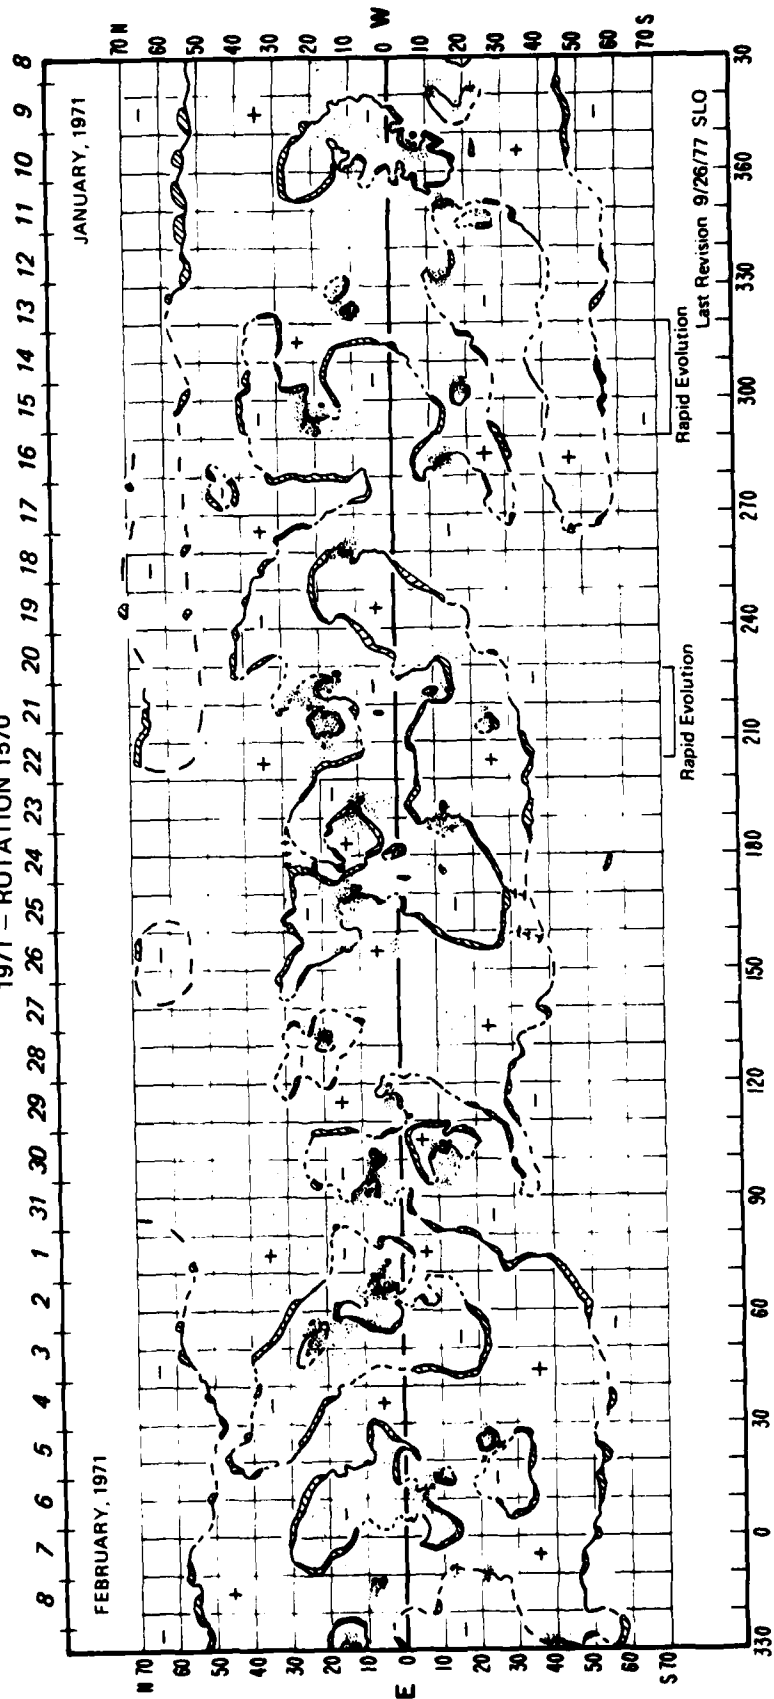 1971 – ROTATION 1570
8 7 6 5 4 3 2 1 31 30 29 28 27 26 25 24 23 22 21 20 19 18 17 16 15 14 13 12 11 10 9 8
FEBRUARY, 1971
JANUARY, 1971
N 70
60
50
40
30
20
10
E
10
20
30
40
50
60
S 70
70 N
60
50
40
30
20
10
0 W
10
20
30
40
50
60
70 S
Rapid Evolution
Rapid Evolution
Last Revision 9/26/77 SLO
330 0 30 60 90 120 150 180 210 240 270 300 330 360 30